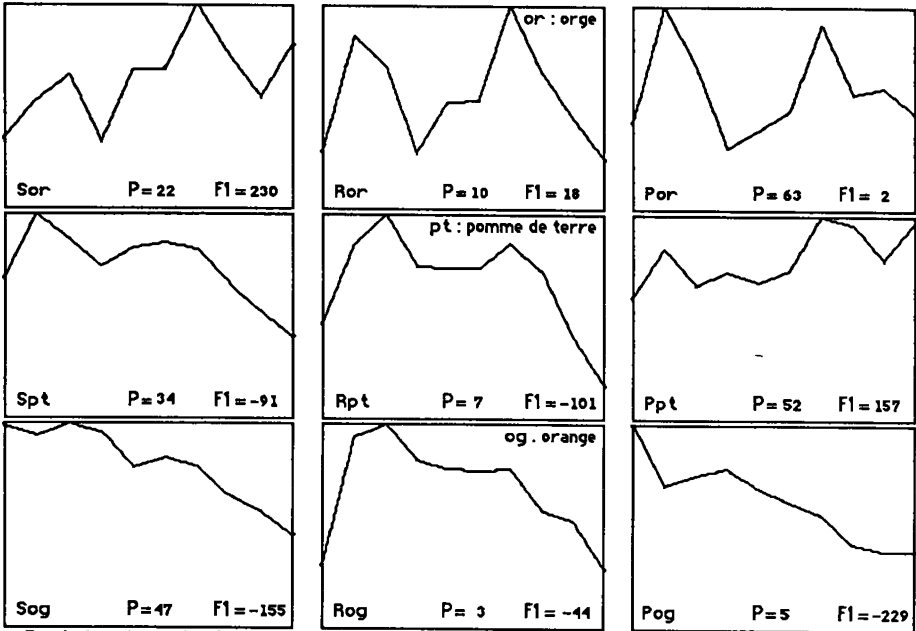 or : orge
Sor P= 22 F1= 230
Ror P= 10 F1= 18
Por P= 63 F1= 2
pt : pomme de terre
Spt P= 34 F1= -91
Rpt P= 7 F1= -101
Ppt P= 52 F1= 157
og . orange
Sog P= 47 F1= -155
Rog P= 3 F1= -44
Pog P= 5 F1= -229